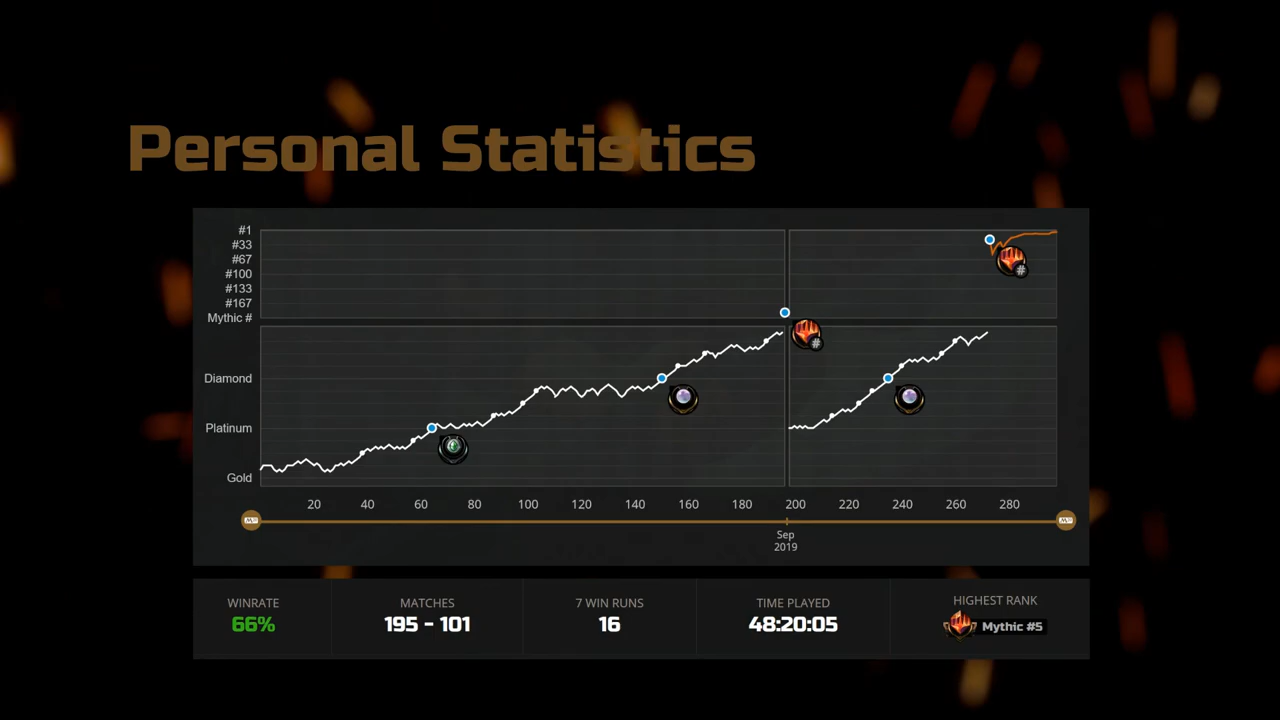 Personal Statistics
#1
#33
#67
#100
#133
#167
Mythic #
Diamond
Platinum
Gold
20 40 60 80 100 120 140 160 180 200 220 240 260 280
Sep
2019
WINRATE MATCHES 7 WIN RUNS TIME PLAYED HIGHEST RANK
66% 195 - 101 16 48:20:05 Mythic #5
#
#